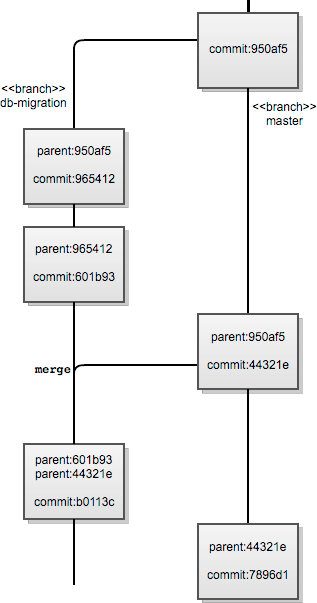 commit:950af5
<<branch>>
db-migration
<<branch>>
master
parent:950af5
commit:965412
parent:965412
commit:601b93
parent:950af5
commit:44321e
merge
parent:601b93
parent:44321e
commit:b0113c
parent:44321e
commit:7896d1